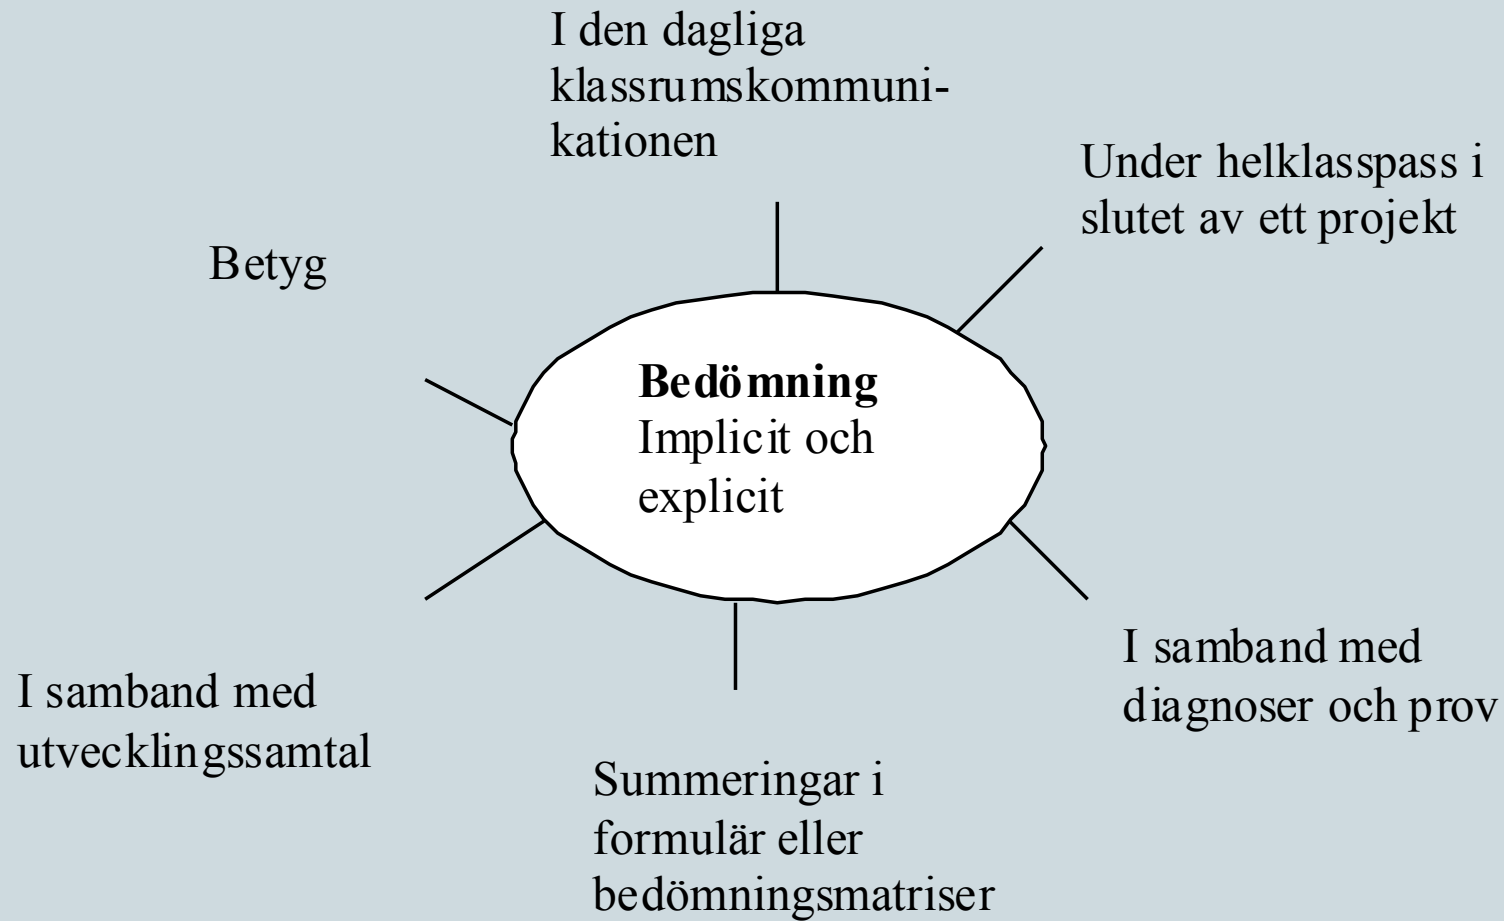 I den dagliga
klassrumskommuni-
kationen
Under helklasspass i
slutet av ett projekt
Betyg
Bedömning
Implicit och
explicit
I samband med
diagnoser och prov
I samband med
utvecklingssamtal
Summeringar i
formulär eller
bedömningsmatriser